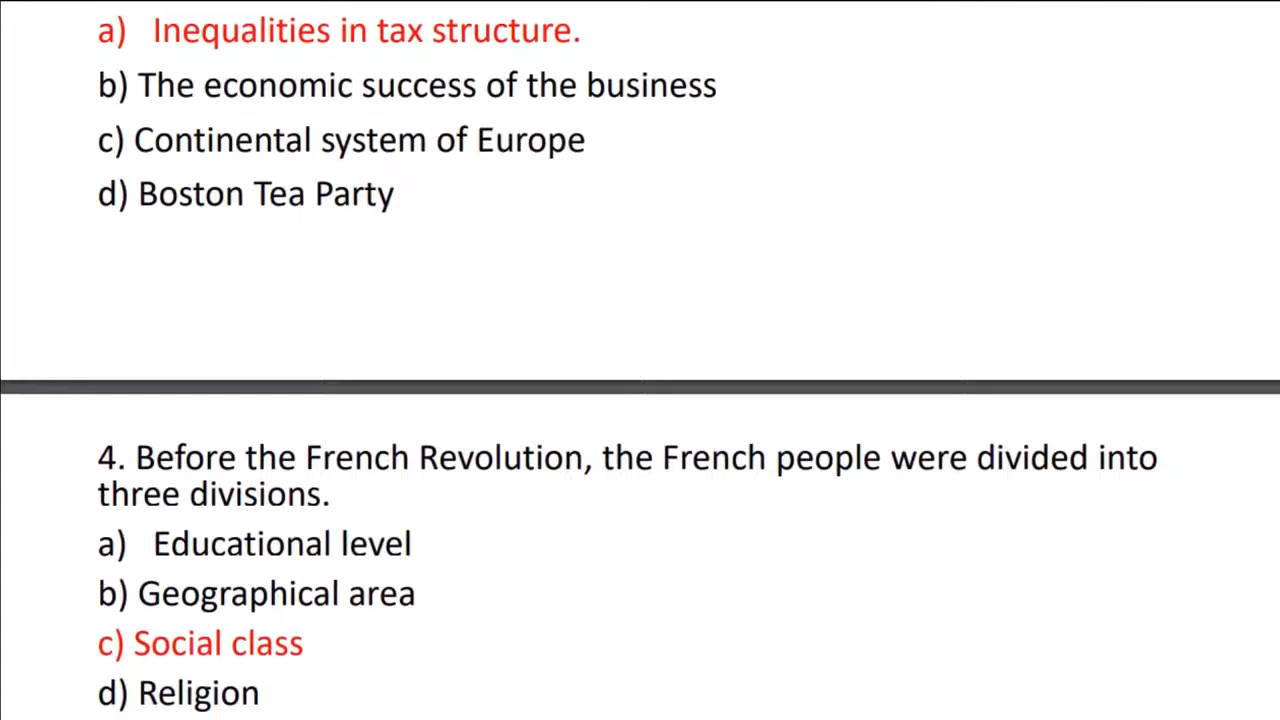 a) Inequalities in tax structure.
b) The economic success of the business
c) Continental system of Europe
d) Boston Tea Party
4. Before the French Revolution, the French people were divided into
three divisions.
a) Educational level
b) Geographical area
c) Social class
d) Religion